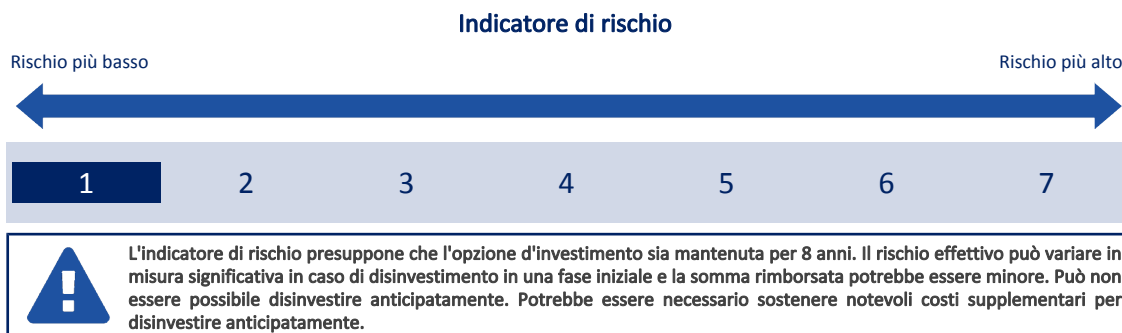 Indicatore di rischio
Rischio più basso
Rischio più alto
1 2 3 4 5 6 7
L'indicatore di rischio presuppone che l'opzione d'investimento sia mantenuta per 8 anni. Il rischio effettivo può variare in
misura significativa in caso di disinvestimento in una fase iniziale e la somma rimborsata potrebbe essere minore. Può non
essere possibile disinvestire anticipatamente. Potrebbe essere necessario sostenere notevoli costi supplementari per
disinvestire anticipatamente.